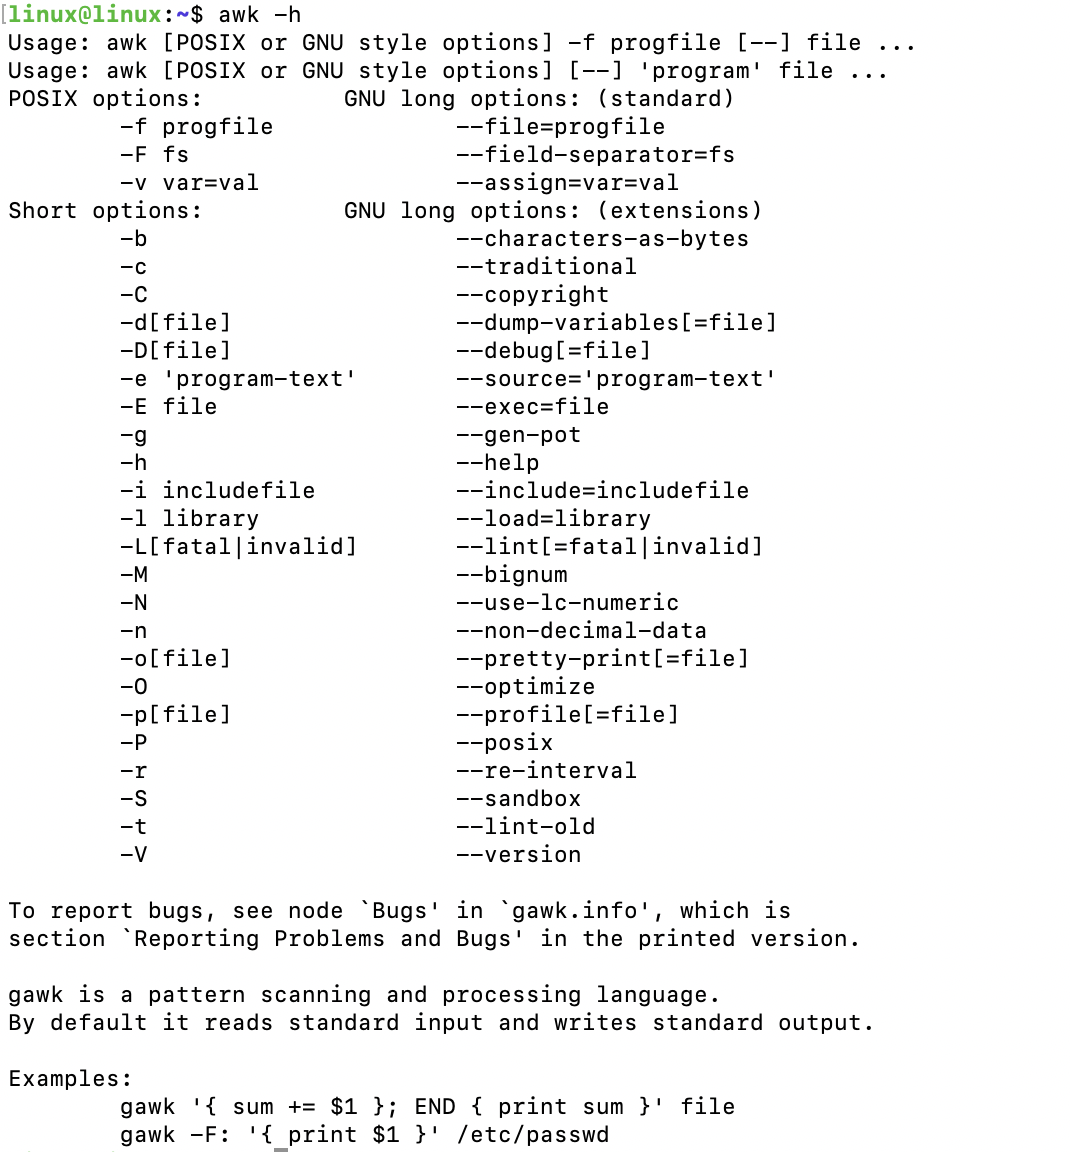 [linux@linux:~$ awk -h
Usage: awk [POSIX or GNU style options] -f progfile [--] file ...
Usage: awk [POSIX or GNU style options] [--] 'program' file ...
POSIX options:          GNU long options: (standard)
        -f progfile             --file=progfile
        -F fs                   --field-separator=fs
        -v var=val              --assign=var=val
Short options:          GNU long options: (extensions)
        -b                      --characters-as-bytes
        -c                      --traditional
        -C                      --copyright
        -d[file]                --dump-variables[=file]
        -D[file]                --debug[=file]
        -e 'program-text'       --source='program-text'
        -E file                 --exec=file
        -g                      --gen-pot
        -h                      --help
        -i includefile          --include=includefile
        -l library              --load=library
        -L[fatal|invalid]       --lint[=fatal|invalid]
        -M                      --bignum
        -N                      --use-lc-numeric
        -n                      --non-decimal-data
        -o[file]                --pretty-print[=file]
        -O                      --optimize
        -p[file]                --profile[=file]
        -P                      --posix
        -r                      --re-interval
        -S                      --sandbox
        -t                      --lint-old
        -V                      --version

To report bugs, see node `Bugs' in `gawk.info', which is
section `Reporting Problems and Bugs' in the printed version.

gawk is a pattern scanning and processing language.
By default it reads standard input and writes standard output.

Examples:
        gawk '{ sum += $1 }; END { print sum }' file
        gawk -F: '{ print $1 }' /etc/passwd